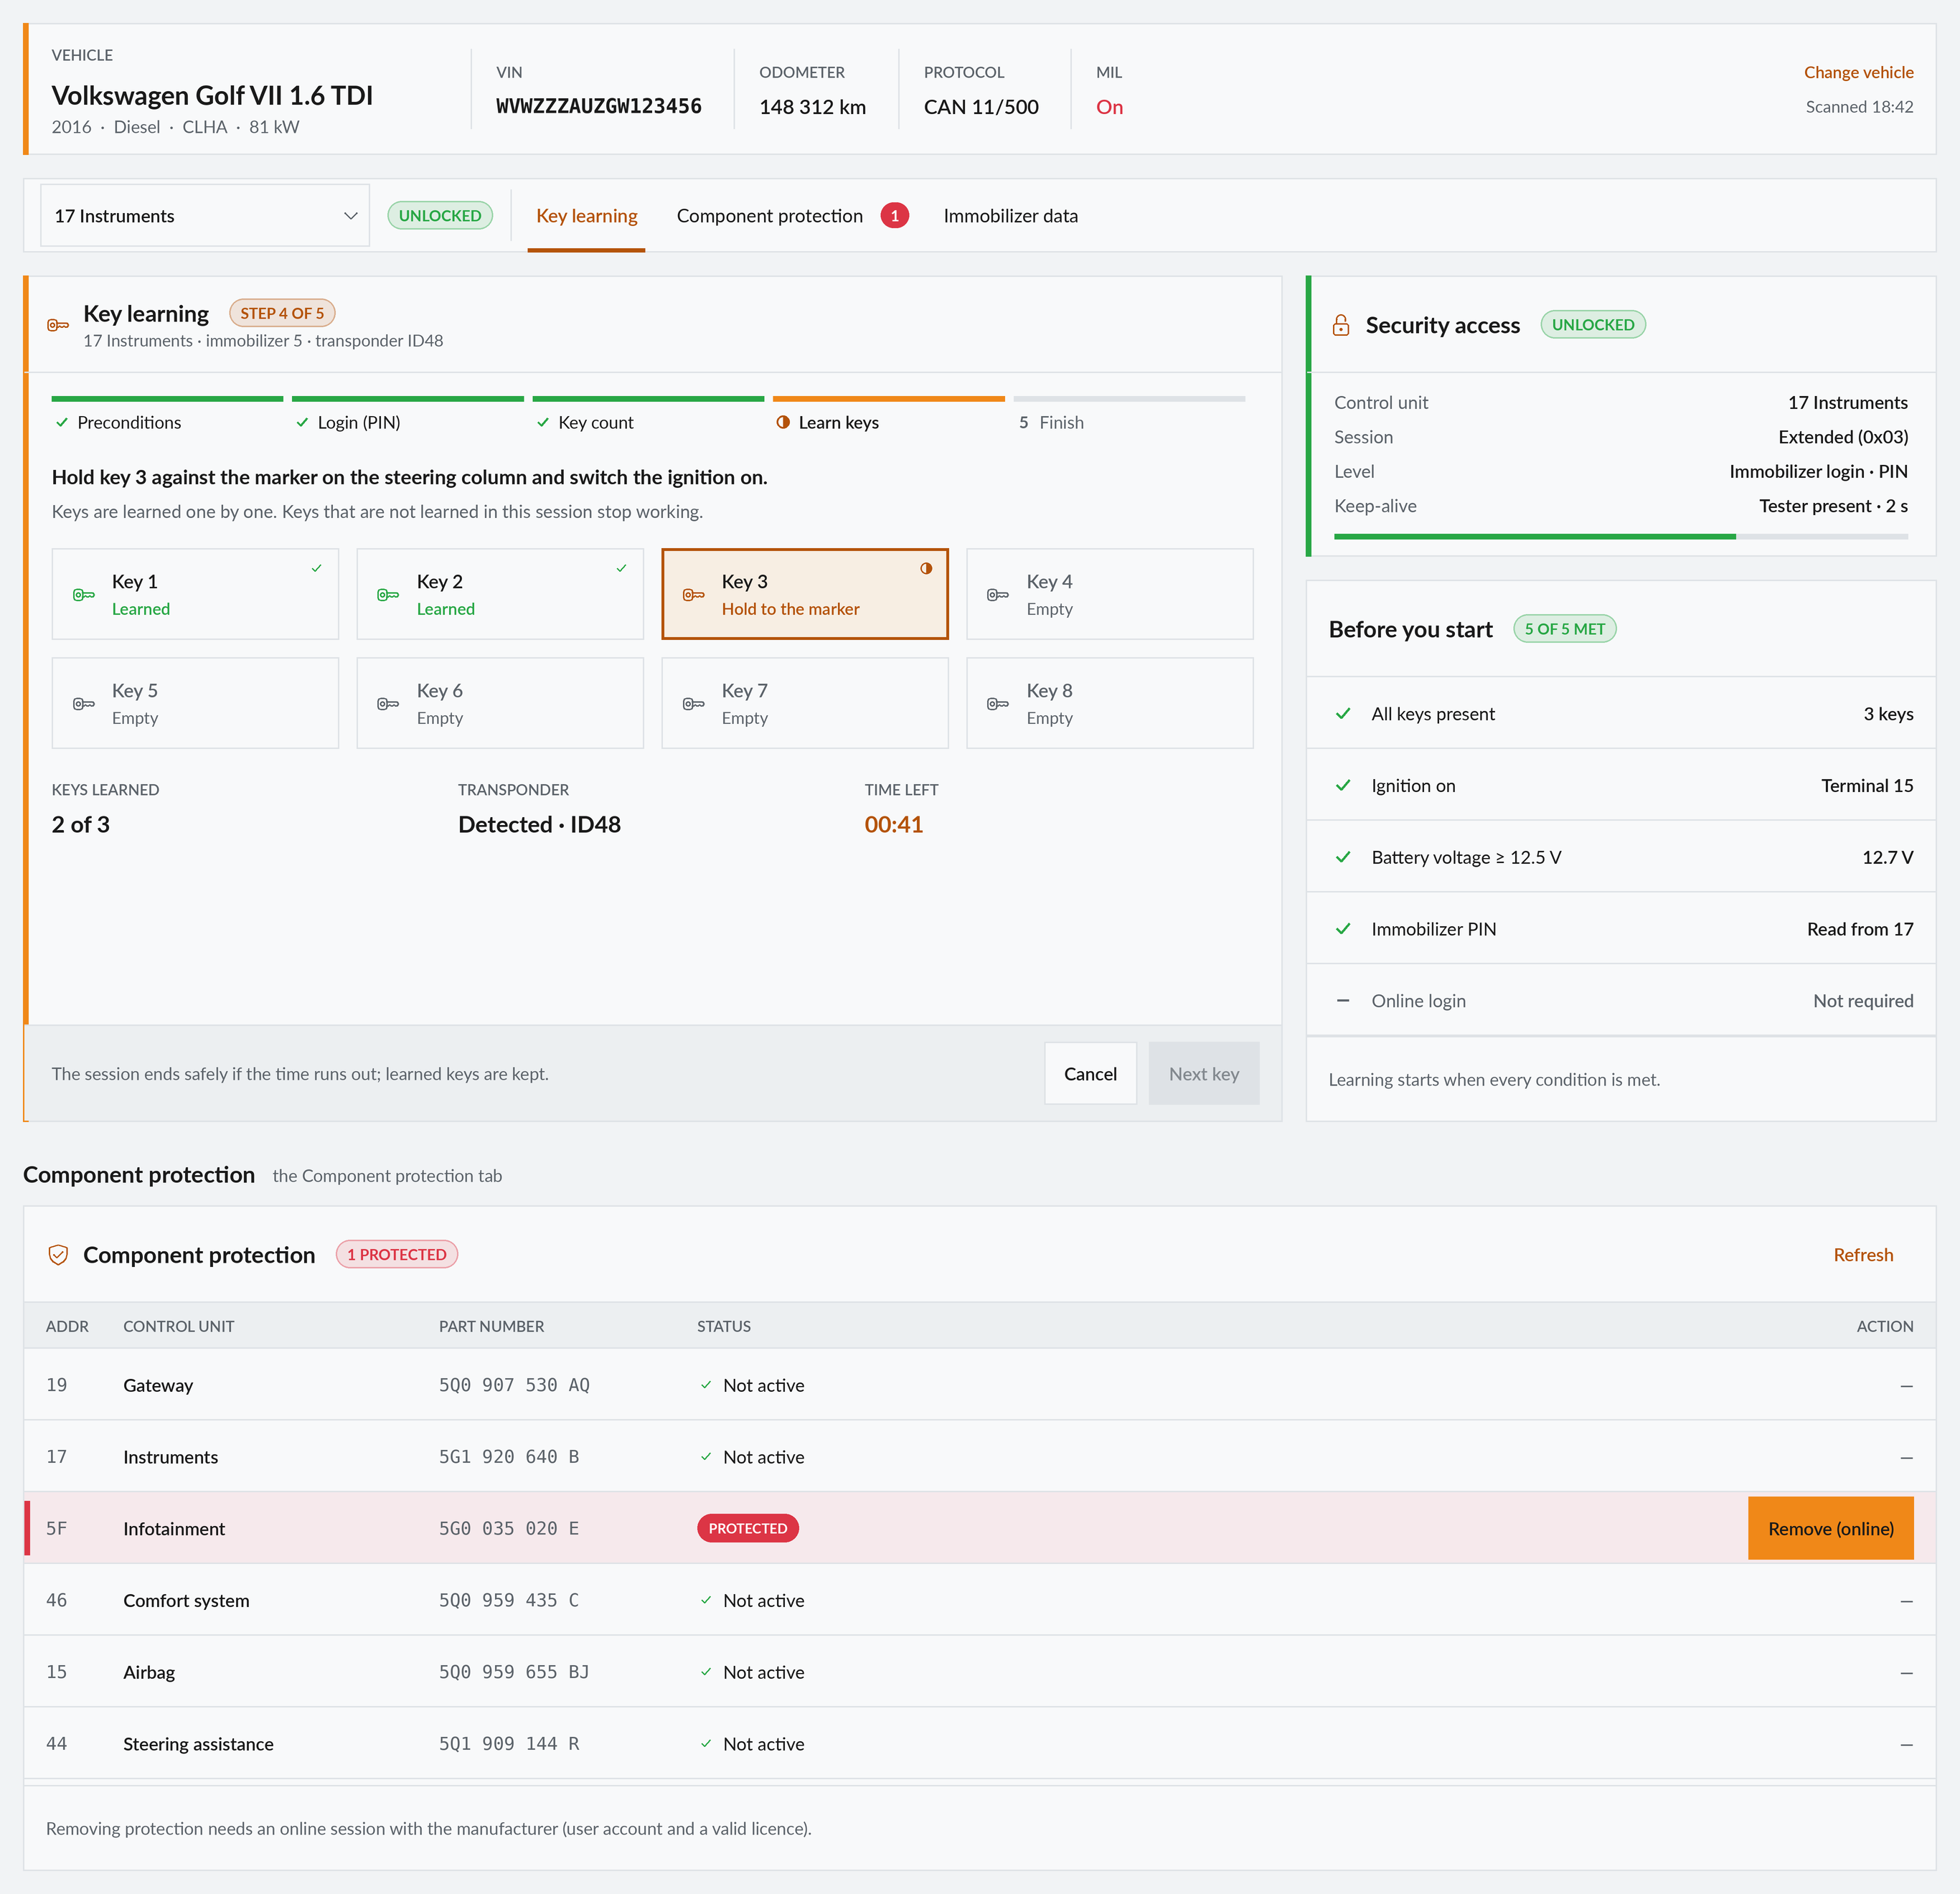 VEHICLE
Volkswagen Golf VII 1.6 TDI
2016 · Diesel · CLHA · 81 kW
VIN
WVWZZZAUZGW123456
ODOMETER
148 312 km
PROTOCOL
CAN 11/500
MIL
On
Change vehicle
Scanned 18:42
17 Instruments
UNLOCKED
Key learning
Component protection 1
Immobilizer data
Key learning STEP 4 OF 5
17 Instruments · immobilizer 5 · transponder ID48
Preconditions
Login (PIN)
Key count
Learn keys
5 Finish
Hold key 3 against the marker on the steering column and switch the ignition on.
Keys are learned one by one. Keys that are not learned in this session stop working.
Key 1
Learned
Key 2
Learned
Key 3
Hold to the marker
Key 4
Empty
Key 5
Empty
Key 6
Empty
Key 7
Empty
Key 8
Empty
KEYS LEARNED
2 of 3
TRANSPONDER
Detected · ID48
TIME LEFT
00:41
The session ends safely if the time runs out; learned keys are kept.
Cancel
Next key
Security access UNLOCKED
Control unit 17 Instruments
Session Extended (0x03)
Level Immobilizer login · PIN
Keep-alive Tester present · 2 s
Before you start 5 OF 5 MET
All keys present 3 keys
Ignition on Terminal 15
Battery voltage ≥ 12.5 V 12.7 V
Immobilizer PIN Read from 17
– Online login Not required
Learning starts when every condition is met.
Component protection the Component protection tab
Component protection 1 PROTECTED
Refresh
ADDR CONTROL UNIT PART NUMBER STATUS ACTION
19 Gateway 5Q0 907 530 AQ Not active –
17 Instruments 5G1 920 640 B Not active –
5F Infotainment 5G0 035 020 E PROTECTED Remove (online)
46 Comfort system 5Q0 959 435 C Not active –
15 Airbag 5Q0 959 655 BJ Not active –
44 Steering assistance 5Q1 909 144 R Not active –
Removing protection needs an online session with the manufacturer (user account and a valid licence).